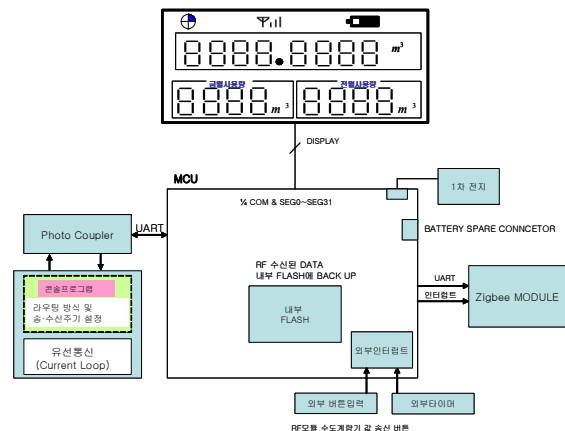 m³
금월사용량
전월사용량
m³
m³
DISPLAY
MCU
1차 전지
¼ COM & SEG0~SEG31
Photo Coupler
UART
BATTERY SPARE CONNCETOR
RF 수신된 DATA
내부 FLASH에 BACK UP
UART
인터럽트
Zigbee MODULE
콘솔프로그램
라우팅 방식 및
송·수신주기 설정
내부
FLASH
유선통신
(Current Loop)
외부인터럽트
외부 버튼입력
외부타이머
RF모듈 수도계량기 값 송신 버튼